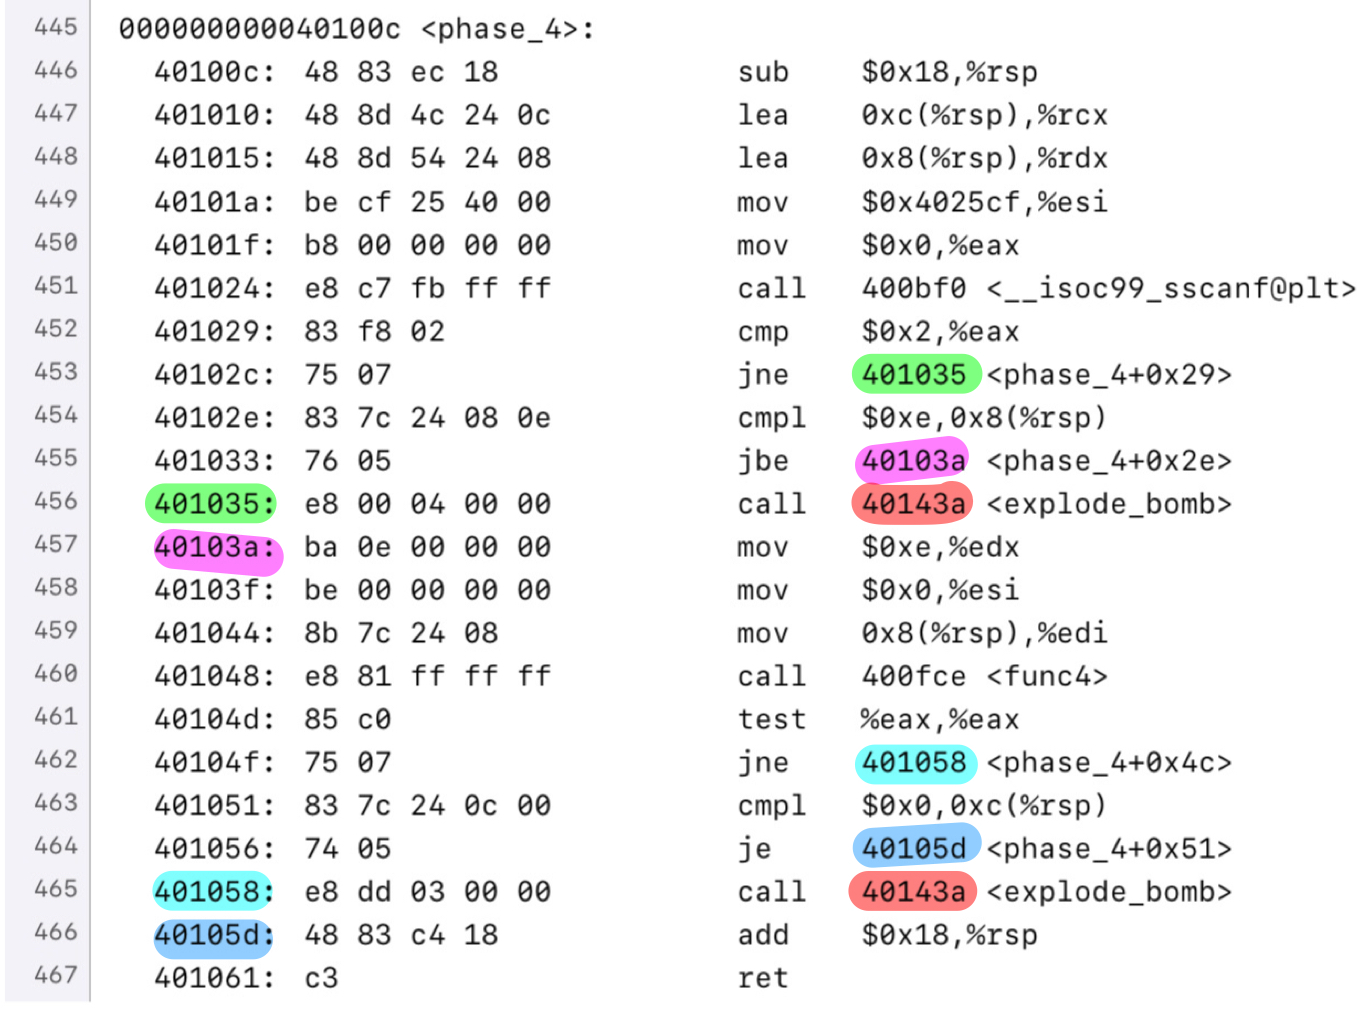 445 000000000040100c <phase_4>:
446 40100c: 48 83 ec 18 sub $0x18,%rsp
447 401010: 48 8d 4c 24 0c lea 0xc(%rsp),%rcx
448 401015: 48 8d 54 24 08 lea 0x8(%rsp),%rdx
449 40101a: be cf 25 40 00 mov $0x4025cf,%esi
450 40101f: b8 00 00 00 00 mov $0x0,%eax
451 401024: e8 c7 fb ff ff call 400bf0 <__isoc99_sscanf@plt>
452 401029: 83 f8 02 cmp $0x2,%eax
453 40102c: 75 07 jne 401035 <phase_4+0x29>
454 40102e: 83 7c 24 08 0e cmpl $0xe,0x8(%rsp)
455 401033: 76 05 jbe 40103a <phase_4+0x2e>
456 401035: e8 00 04 00 00 call 40143a <explode_bomb>
457 40103a: ba 0e 00 00 00 mov $0xe,%edx
458 40103f: be 00 00 00 00 mov $0x0,%esi
459 401044: 8b 7c 24 08 mov 0x8(%rsp),%edi
460 401048: e8 81 ff ff ff call 400fce <func4>
461 40104d: 85 c0 test %eax,%eax
462 40104f: 75 07 jne 401058 <phase_4+0x4c>
463 401051: 83 7c 24 0c 00 cmpl $0x0,0xc(%rsp)
464 401056: 74 05 je 40105d <phase_4+0x51>
465 401058: e8 dd 03 00 00 call 40143a <explode_bomb>
466 40105d: 48 83 c4 18 add $0x18,%rsp
467 401061: c3 ret